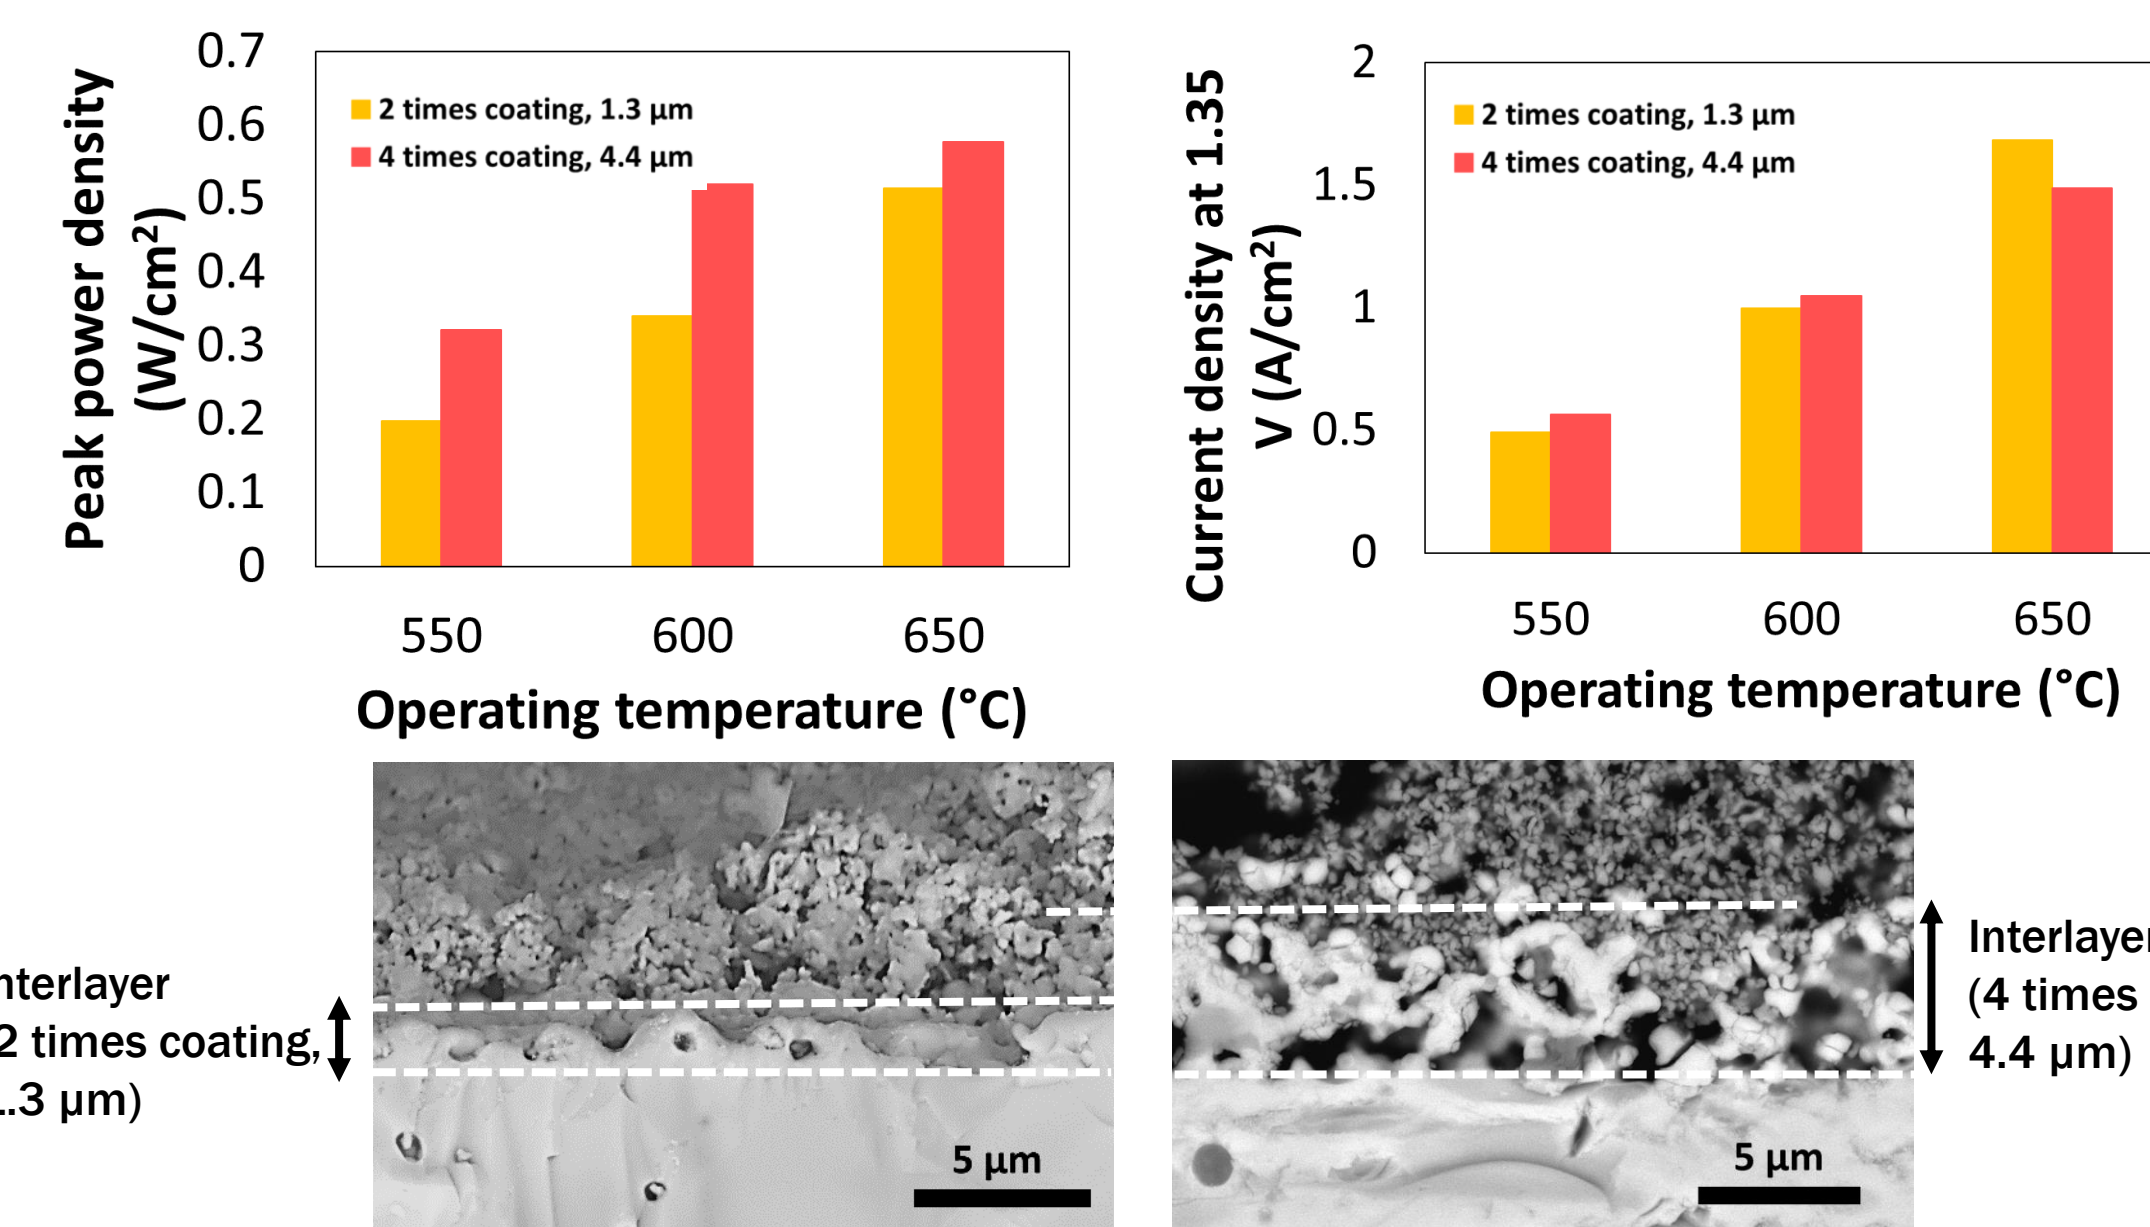 Peak power density
(W/cm²)
0.7
0.6
0.5
0.4
0.3
0.2
0.1
0
2 times coating, 1.3 µm
4 times coating, 4.4 µm
550 600 650
Operating temperature (°C)
Current density at 1.35
V (A/cm²)
2
1.5
1
0.5
0
2 times coating, 1.3 µm
4 times coating, 4.4 µm
550 600 650
Operating temperature (°C)
nterlayer
2 times coating,
.3 µm)
5 µm
5 µm
Interlayer
(4 times
4.4 µm)